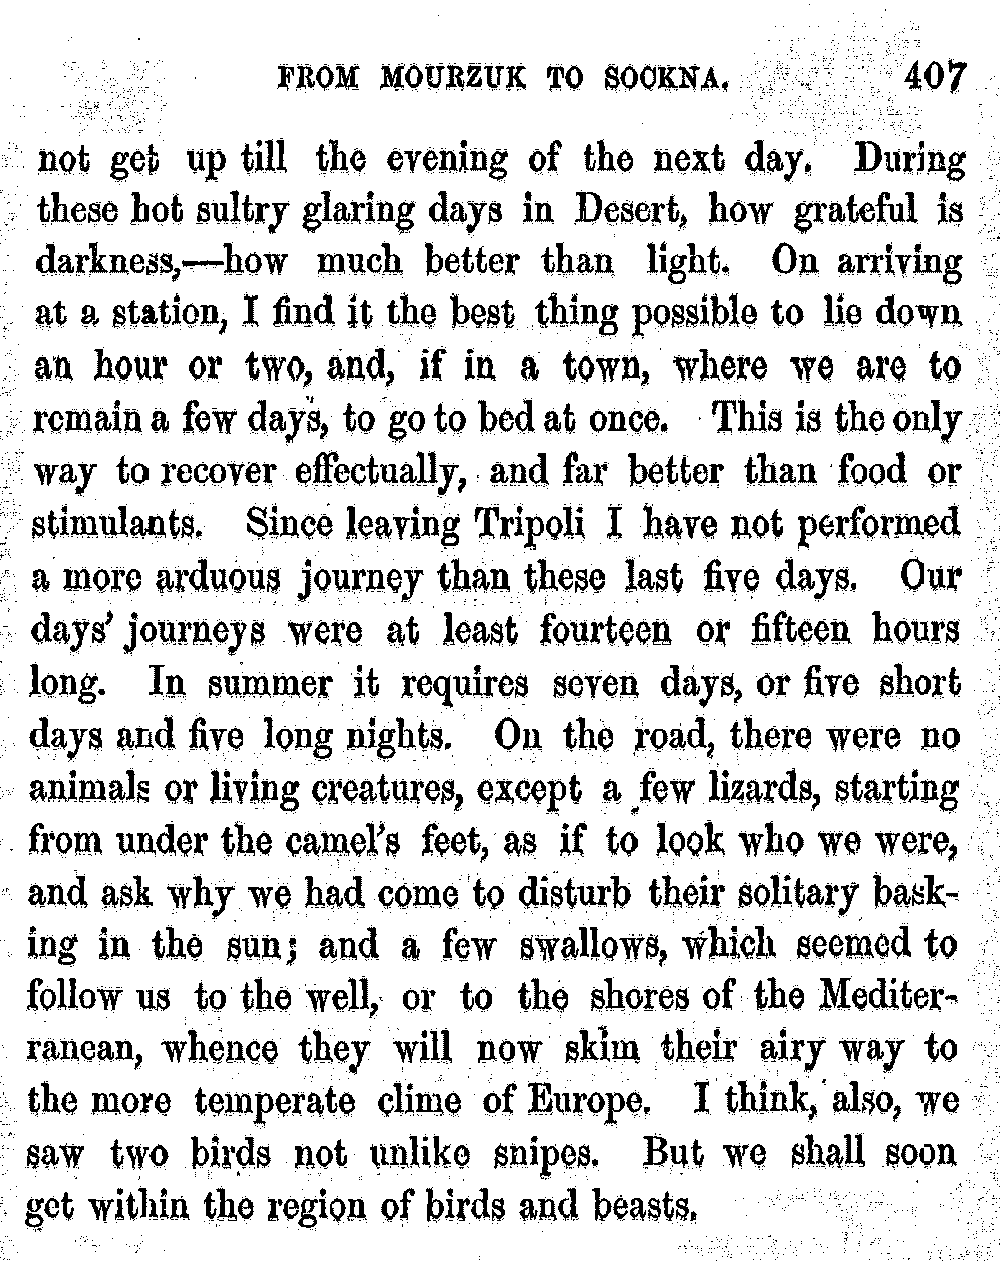 FROM MOURZUK TO SOCKNA. 407
not get up till the evening of the next day. During
these hot sultry glaring days in Desert, how grateful is
darkness,—how much better than light. On arriving
at a station, I find it the best thing possible to lie down
an hour or two, and, if in a town, where we are to
remain a few days, to go to bed at once. This is the only
way to recover effectually, and far better than food or
stimulants. Since leaving Tripoli I have not performed
a more arduous journey than these last five days. Our
days' journeys were at least fourteen or fifteen hours
long. In summer it requires seven days, or five short
days and five long nights. On the road, there were no
animals or living creatures, except a few lizards, starting
from under the camel's feet, as if to look who we were,
and ask why we had come to disturb their solitary bask-
ing in the sun; and a few swallows, which seemed to
follow us to the well, or to the shores of the Mediter-
ranean, whence they will now skim their airy way to
the more temperate clime of Europe. I think, also, we
saw two birds not unlike snipes. But we shall soon
get within the region of birds and beasts.